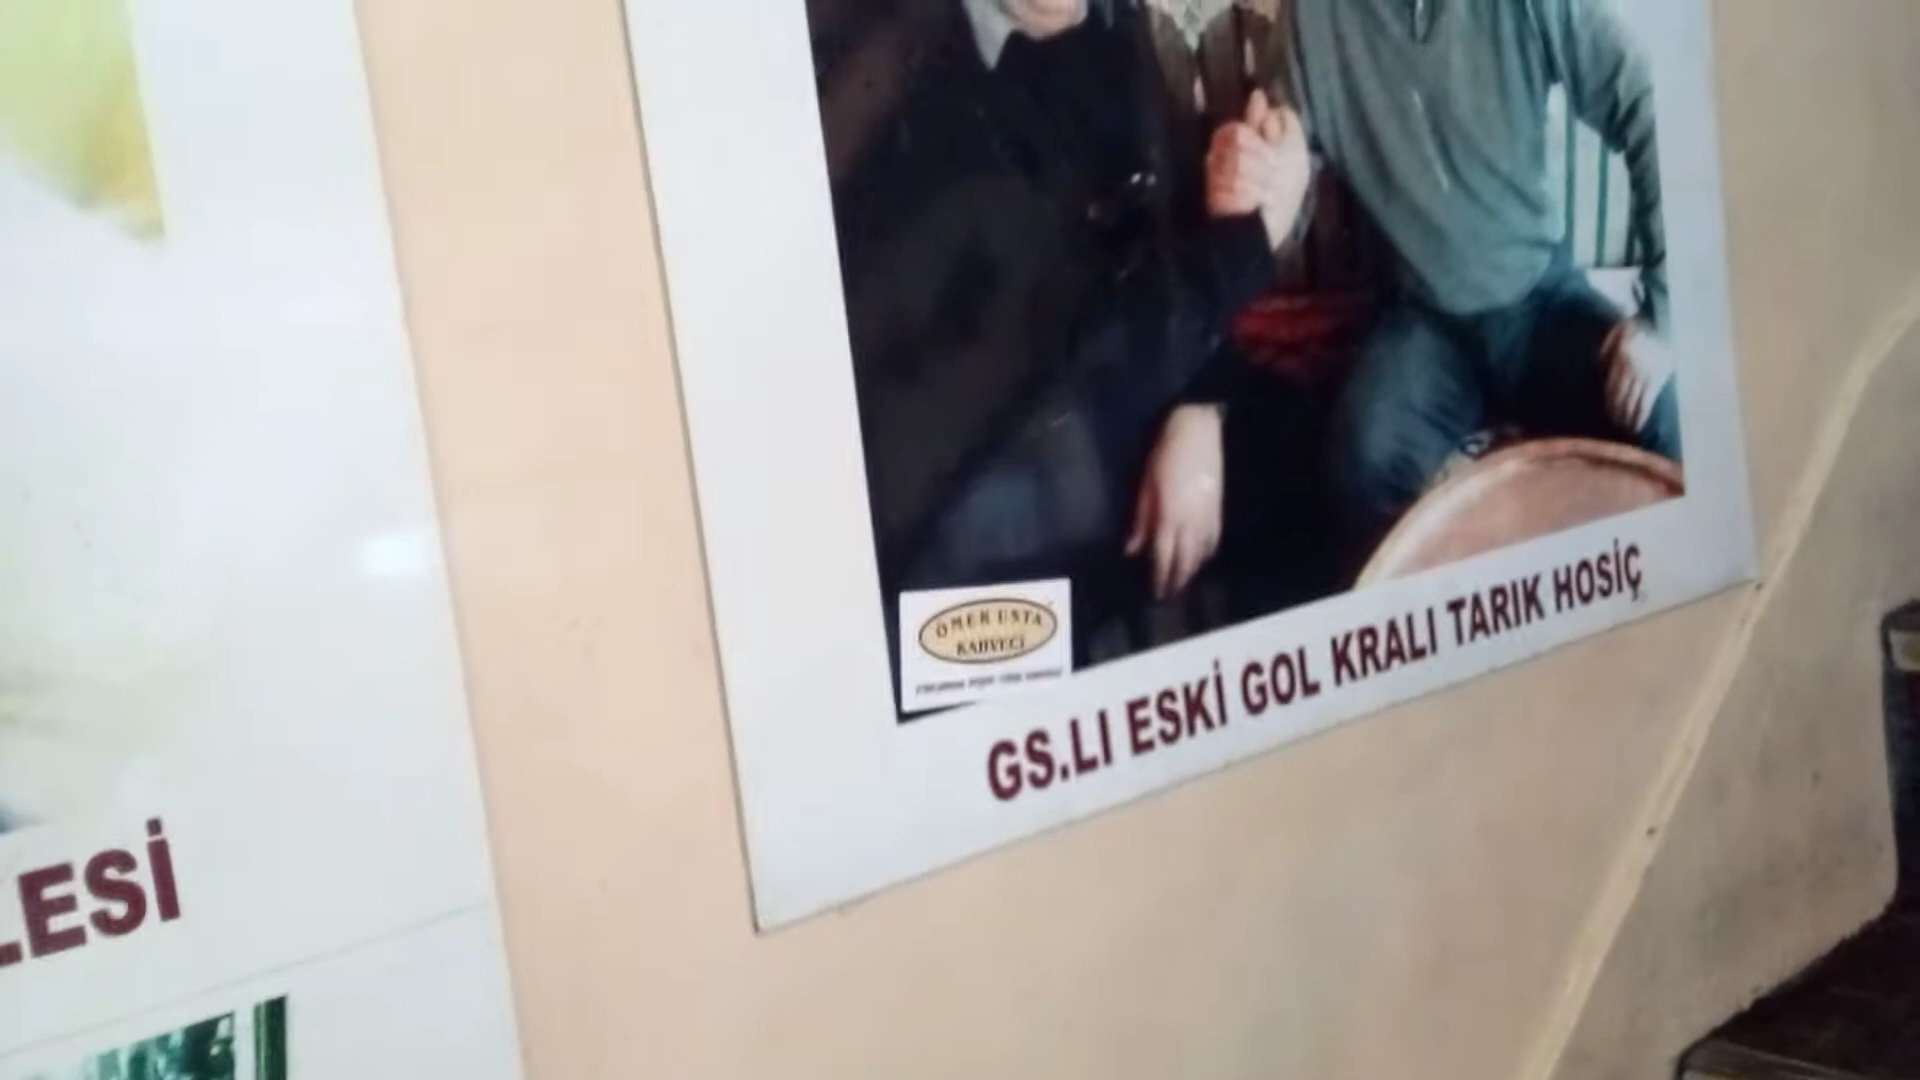 LESİ
ÖMER USTA
KAHVECİ
GS.LI ESKİ GOL KRALI TARIK HOSİÇ